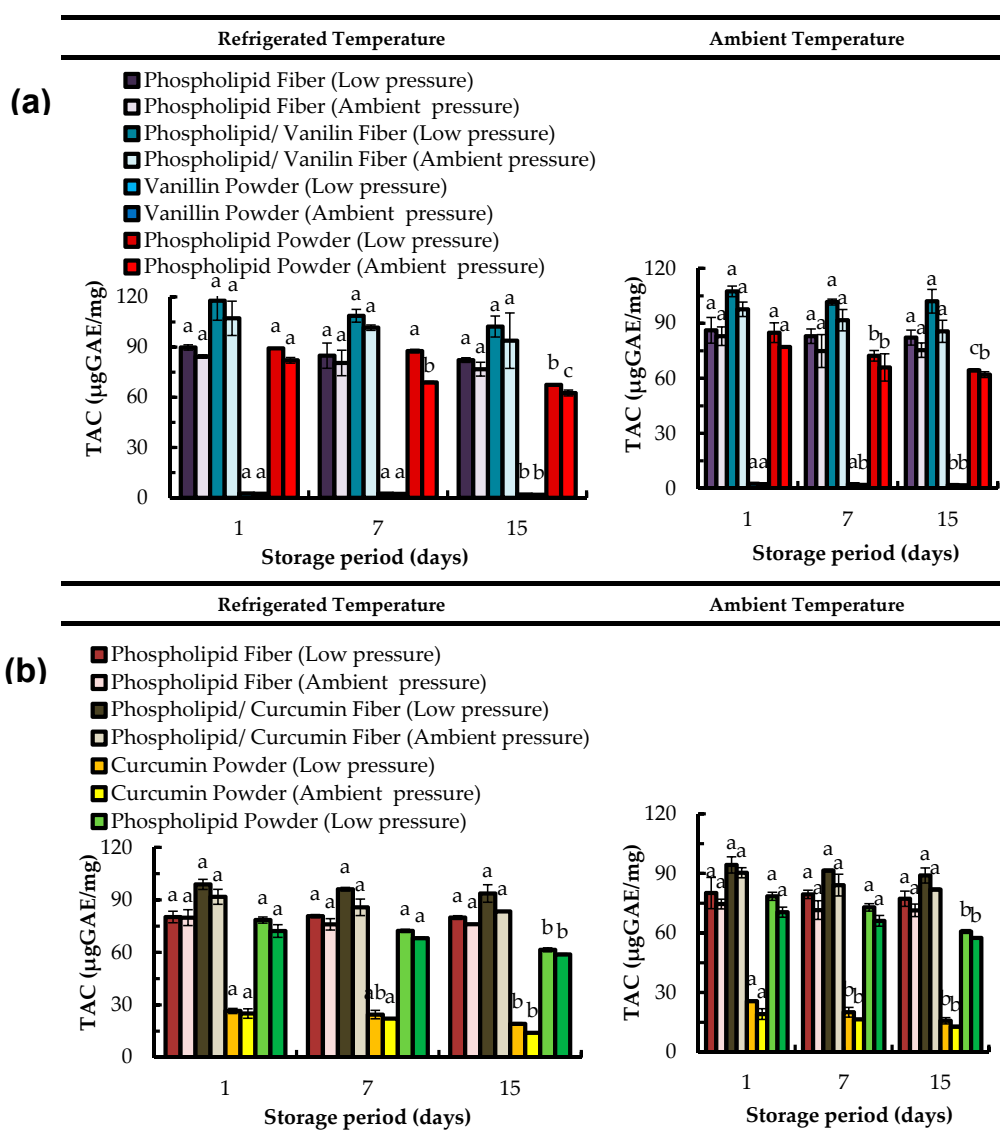 Refrigerated Temperature Ambient Temperature
(a)
Phospholipid Fiber (Low pressure)
Phospholipid Fiber (Ambient pressure)
Phospholipid/ Vanilin Fiber (Low pressure)
Phospholipid/ Vanilin Fiber (Ambient pressure)
Vanillin Powder (Low pressure)
Vanillin Powder (Ambient pressure)
Phospholipid Powder (Low pressure)
Phospholipid Powder (Ambient pressure)
TAC (µgGAE/mg)
120
90
60
30
0
a a a a a a a a
a a a a a a a b
a a a a b b b c
1 7 15
Storage period (days)
TAC (µgGAE/mg)
120
90
60
30
0
a a a a a a a a
a a a a a b b b
a a a a b b c b
1 7 15
Storage period (days)
Refrigerated Temperature Ambient Temperature
(b)
Phospholipid Fiber (Low pressure)
Phospholipid Fiber (Ambient pressure)
Phospholipid/ Curcumin Fiber (Low pressure)
Phospholipid/ Curcumin Fiber (Ambient pressure)
Curcumin Powder (Low pressure)
Curcumin Powder (Ambient pressure)
Phospholipid Powder (Low pressure)
TAC (µgGAE/mg)
120
90
60
30
0
a a a a a a a a
a a a a ab a a a
a a a a b b b b
1 7 15
Storage period (days)
TAC (µgGAE/mg)
120
90
60
30
0
a a a a a a a a
a a a a b b a a
a a a a b b b b
1 7 15
Storage period (days)